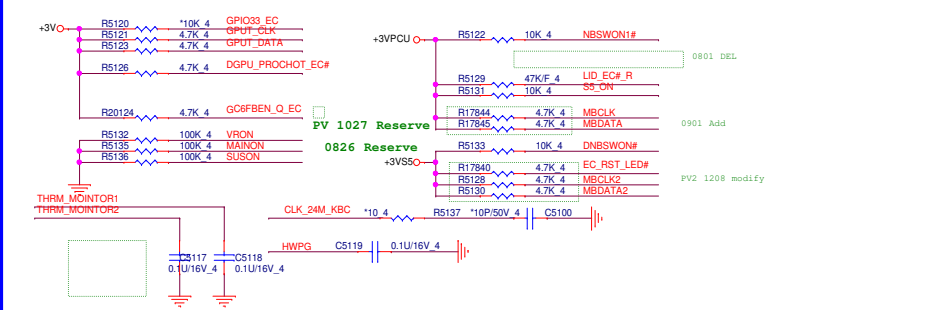 +3V
R5120 *10K_4 GPIO33_EC
R5121 4.7K_4 GPUT_CLK
R5123 4.7K_4 GPUT_DATA
R5126 4.7K_4 DGPU_PROCHOT_EC#
R20124 4.7K_4 GC6FBEN_Q_EC
R5132 100K_4 VRON
R5135 100K_4 MAINON
R5136 100K_4 SUSON
PV 1027 Reserve
0826 Reserve
+3VPCU
R5122 10K_4 NBSWON1#
0801 DEL
R5129 47K/F_4 LID_EC#_R
R5131 10K_4 S5_ON
R17844 4.7K_4 MBCLK
R17845 4.7K_4 MBDATA
0901 Add
+3VS5
R5133 10K_4 DNBSWON#
R17840 4.7K_4 EC_RST_LED#
R5128 4.7K_4 MBCLK2
R5130 4.7K_4 MBDATA2
PV2 1208 modify
THRM_MOINTOR1
THRM_MOINTOR2
C5117
0.1U/16V_4
C5118
0.1U/16V_4
CLK_24M_KBC *10_4 R5137 *10P/50V_4 C5100
HWPG C5119 0.1U/16V_4